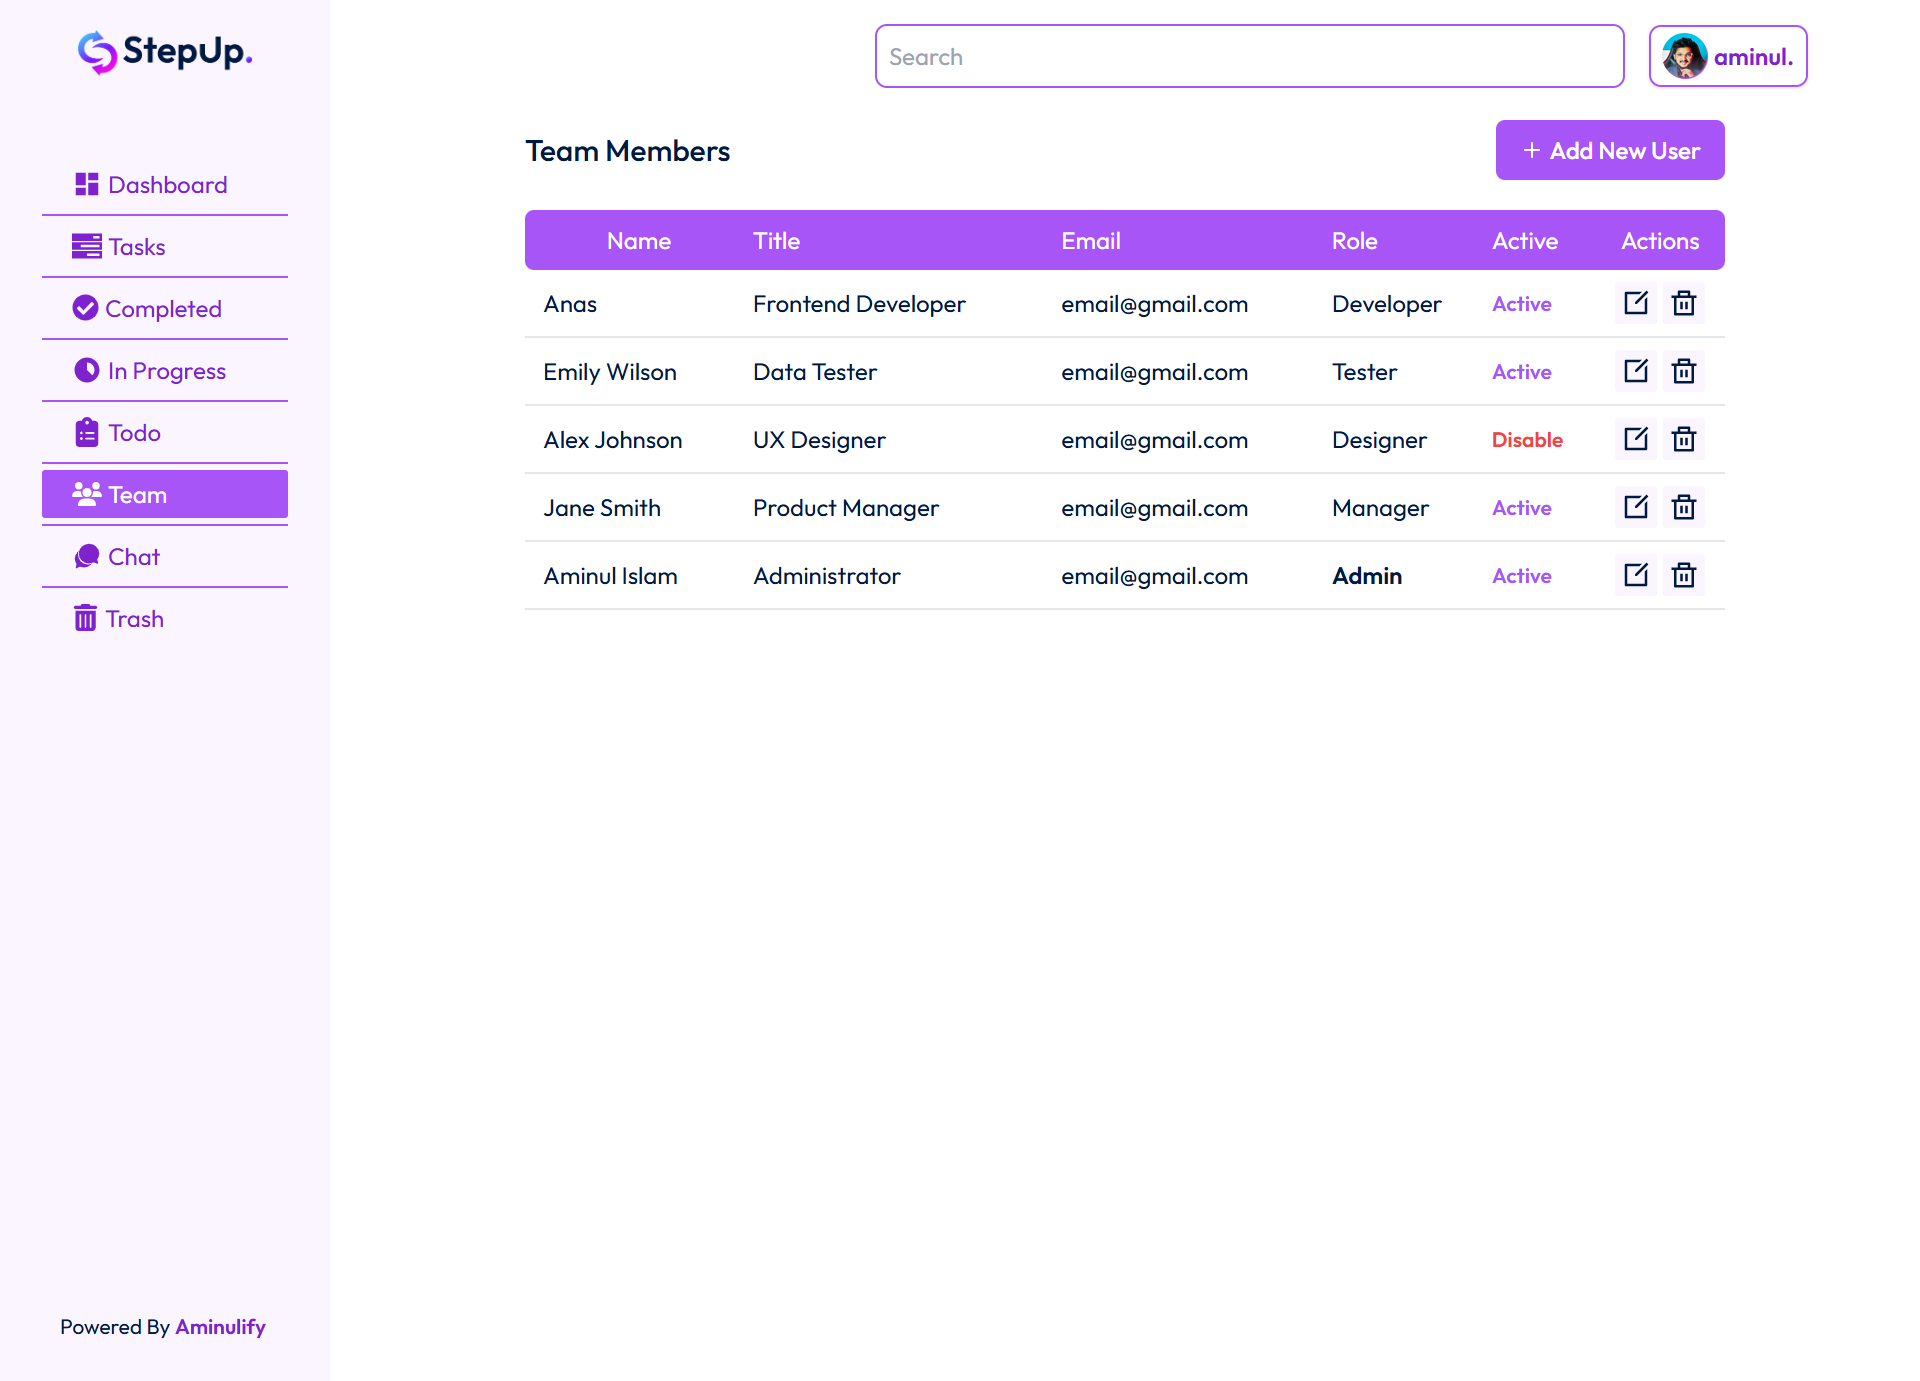 StepUp.
Search
aminul.
Dashboard
Tasks
Completed
In Progress
Todo
Team
Chat
Trash
Team Members
+ Add New User
Name Title Email Role Active Actions
Anas Frontend Developer email@gmail.com Developer Active
Emily Wilson Data Tester email@gmail.com Tester Active
Alex Johnson UX Designer email@gmail.com Designer Disable
Jane Smith Product Manager email@gmail.com Manager Active
Aminul Islam Administrator email@gmail.com Admin Active
Powered By Aminulify